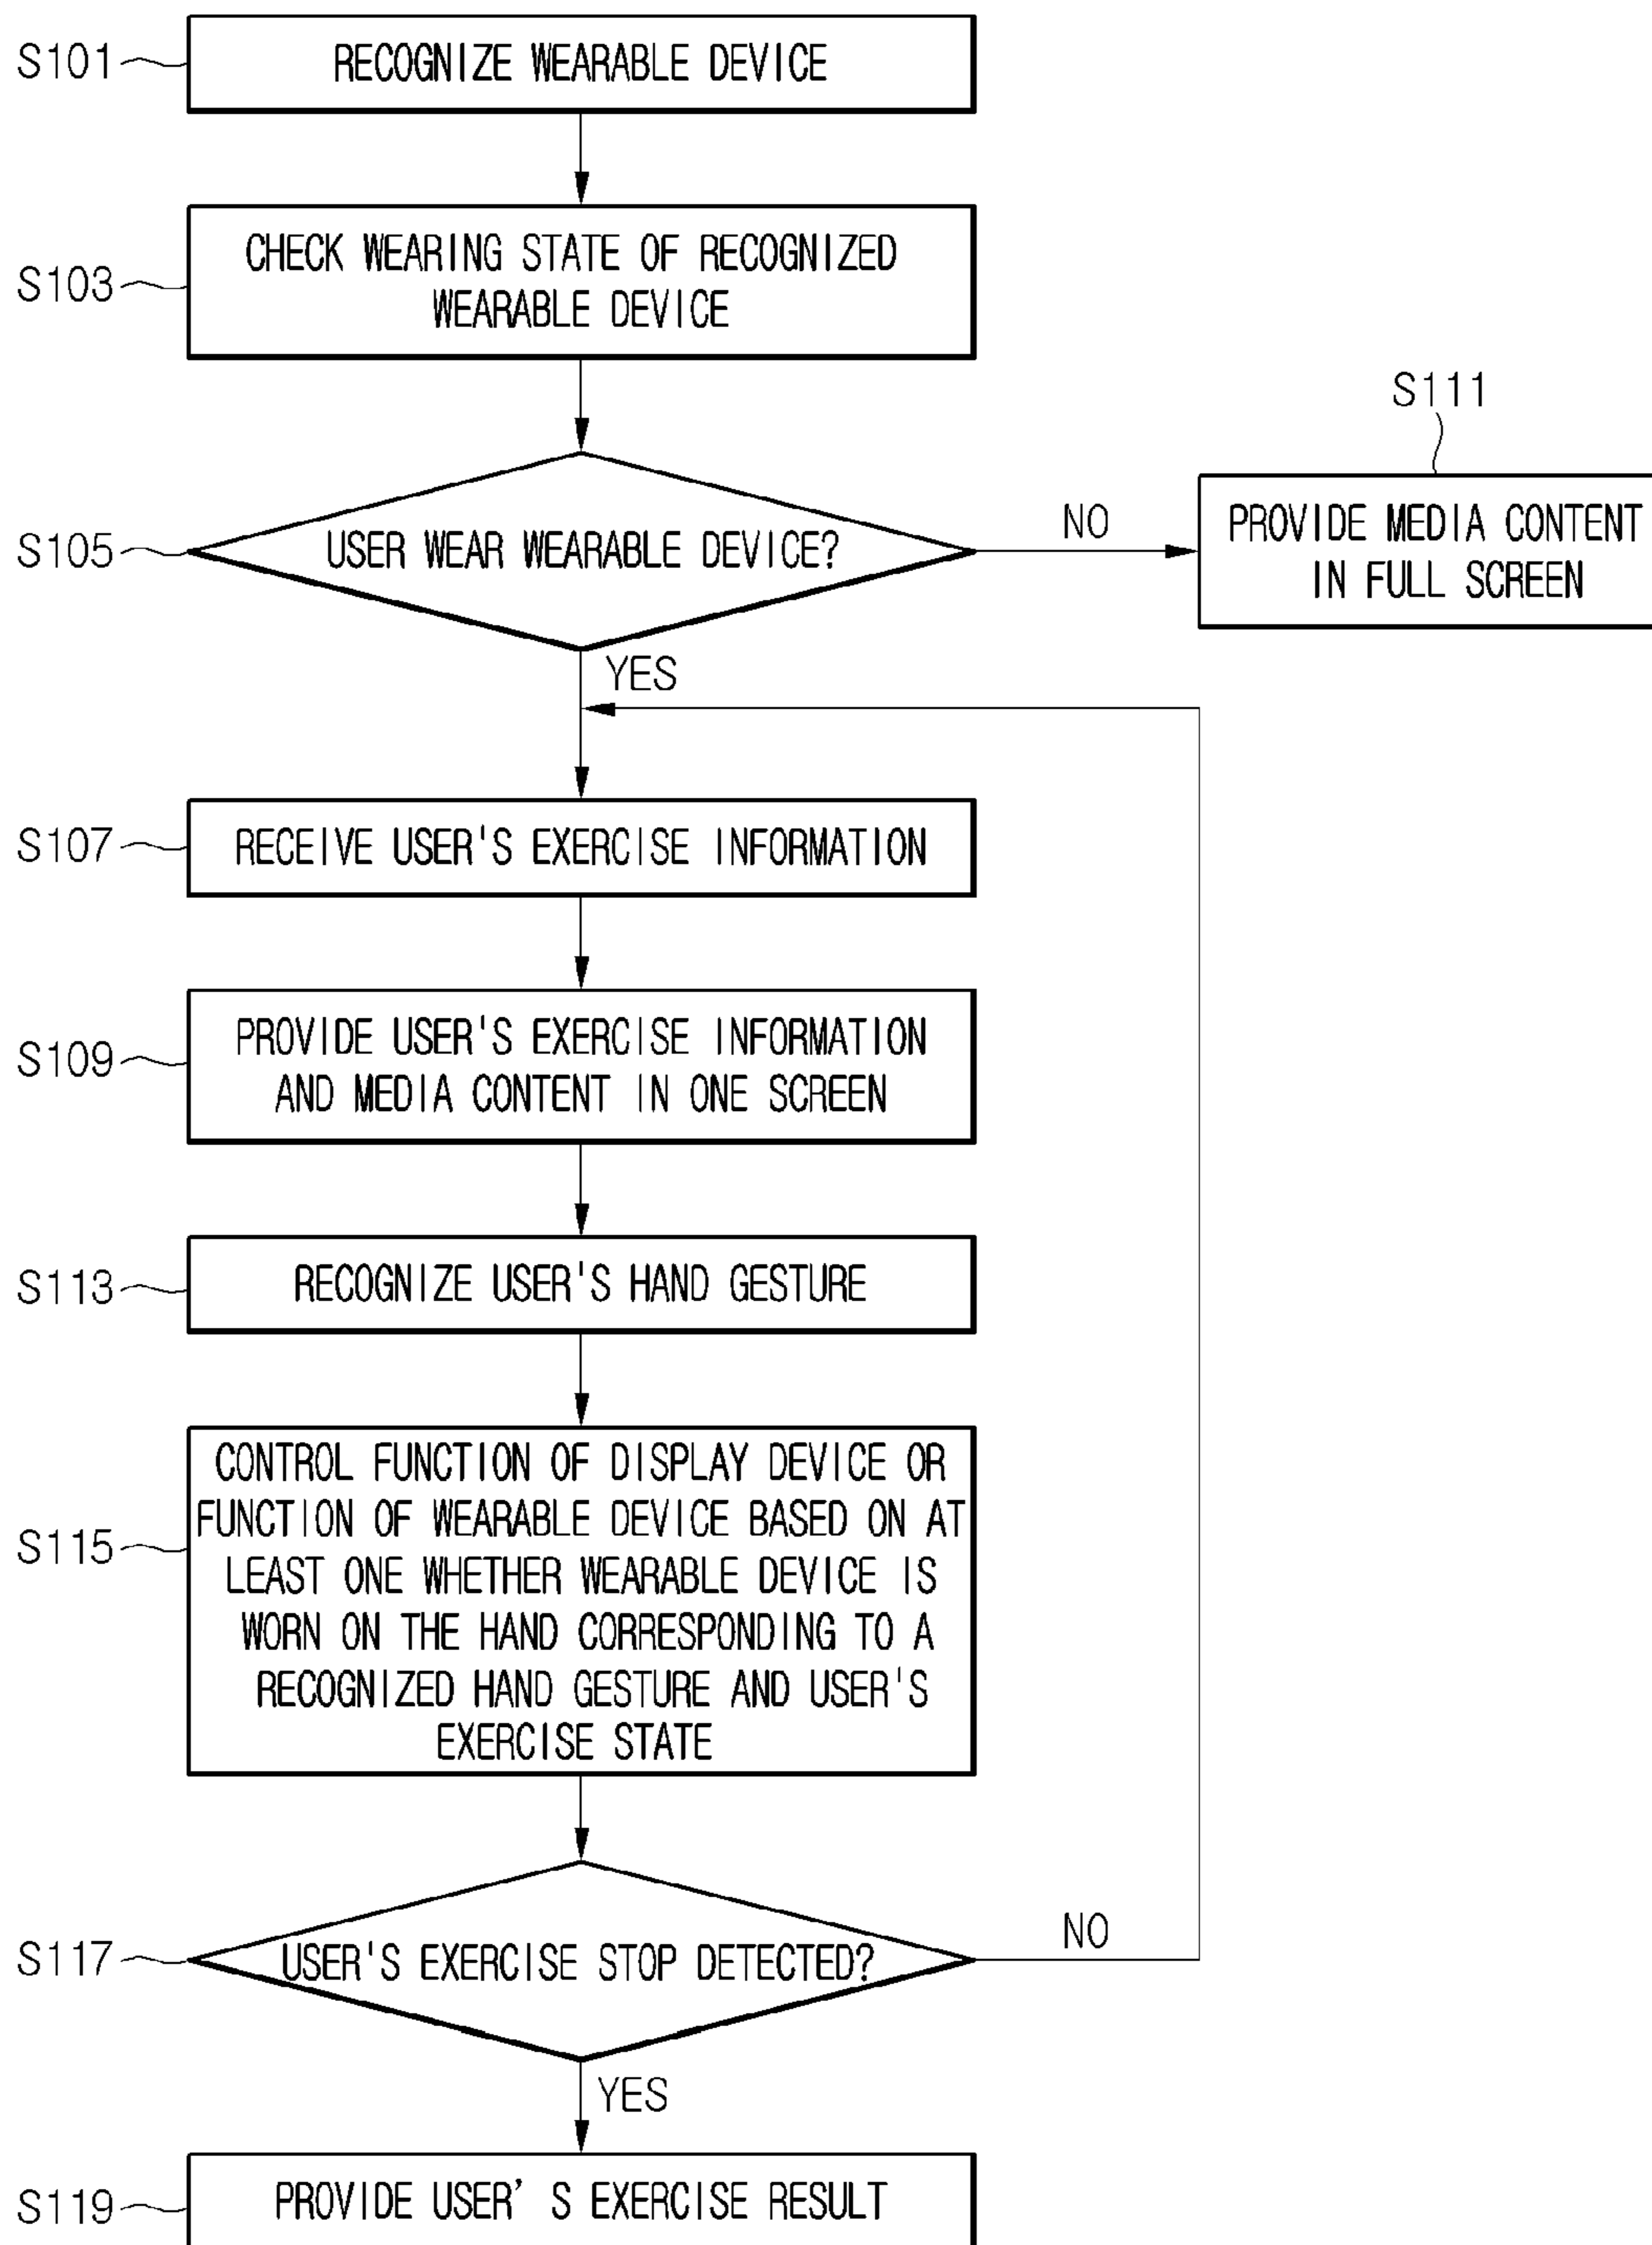 S101
RECOGNIZE WEARABLE DEVICE
S103
CHECK WEARING STATE OF RECOGNIZED
WEARABLE DEVICE
S111
S105
USER WEAR WEARABLE DEVICE?
NO
PROVIDE MEDIA CONTENT
IN FULL SCREEN
YES
S107
RECEIVE USER'S EXERCISE INFORMATION
S109
PROVIDE USER'S EXERCISE INFORMATION
AND MEDIA CONTENT IN ONE SCREEN
S113
RECOGNIZE USER'S HAND GESTURE
S115
CONTROL FUNCTION OF DISPLAY DEVICE OR
FUNCTION OF WEARABLE DEVICE BASED ON AT
LEAST ONE WHETHER WEARABLE DEVICE IS
WORN ON THE HAND CORRESPONDING TO A
RECOGNIZED HAND GESTURE AND USER'S
EXERCISE STATE
S117
USER'S EXERCISE STOP DETECTED?
NO
YES
S119
PROVIDE USER’ S EXERCISE RESULT